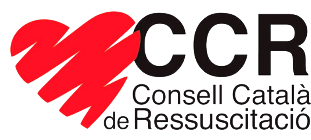 CCR
Consell Català
de Ressuscitació